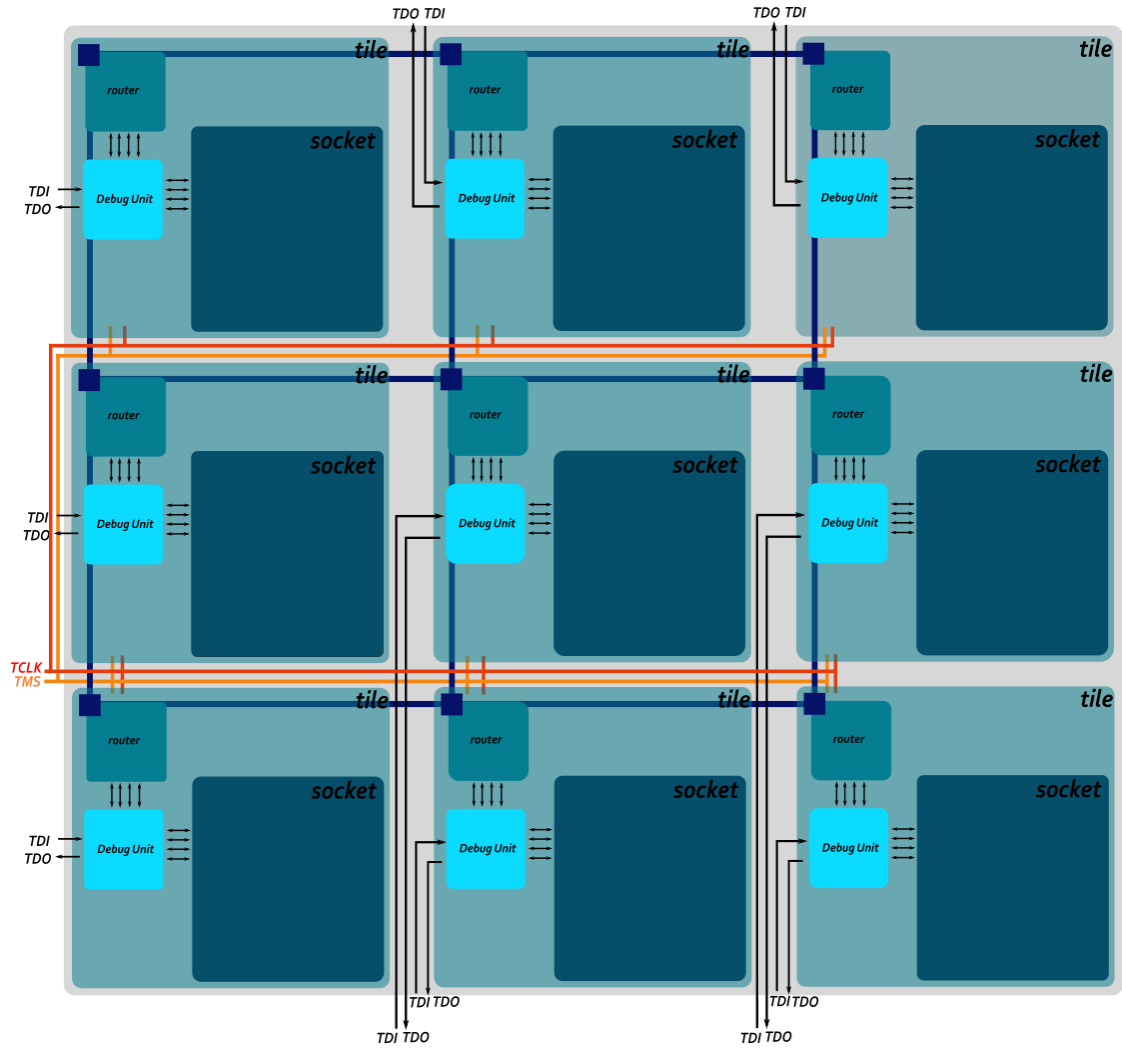 TDO TDI
TDO TDI
tile
tile
tile
router
router
router
socket
socket
socket
TDI
TDO
Debug Unit
Debug Unit
Debug Unit
tile
tile
tile
router
router
router
socket
socket
socket
TDI
TDO
Debug Unit
Debug Unit
Debug Unit
TCLK
TMS
tile
tile
tile
router
router
router
socket
socket
socket
TDI
TDO
Debug Unit
Debug Unit
Debug Unit
TDI TDO
TDI TDO
TDI TDO
TDI TDO